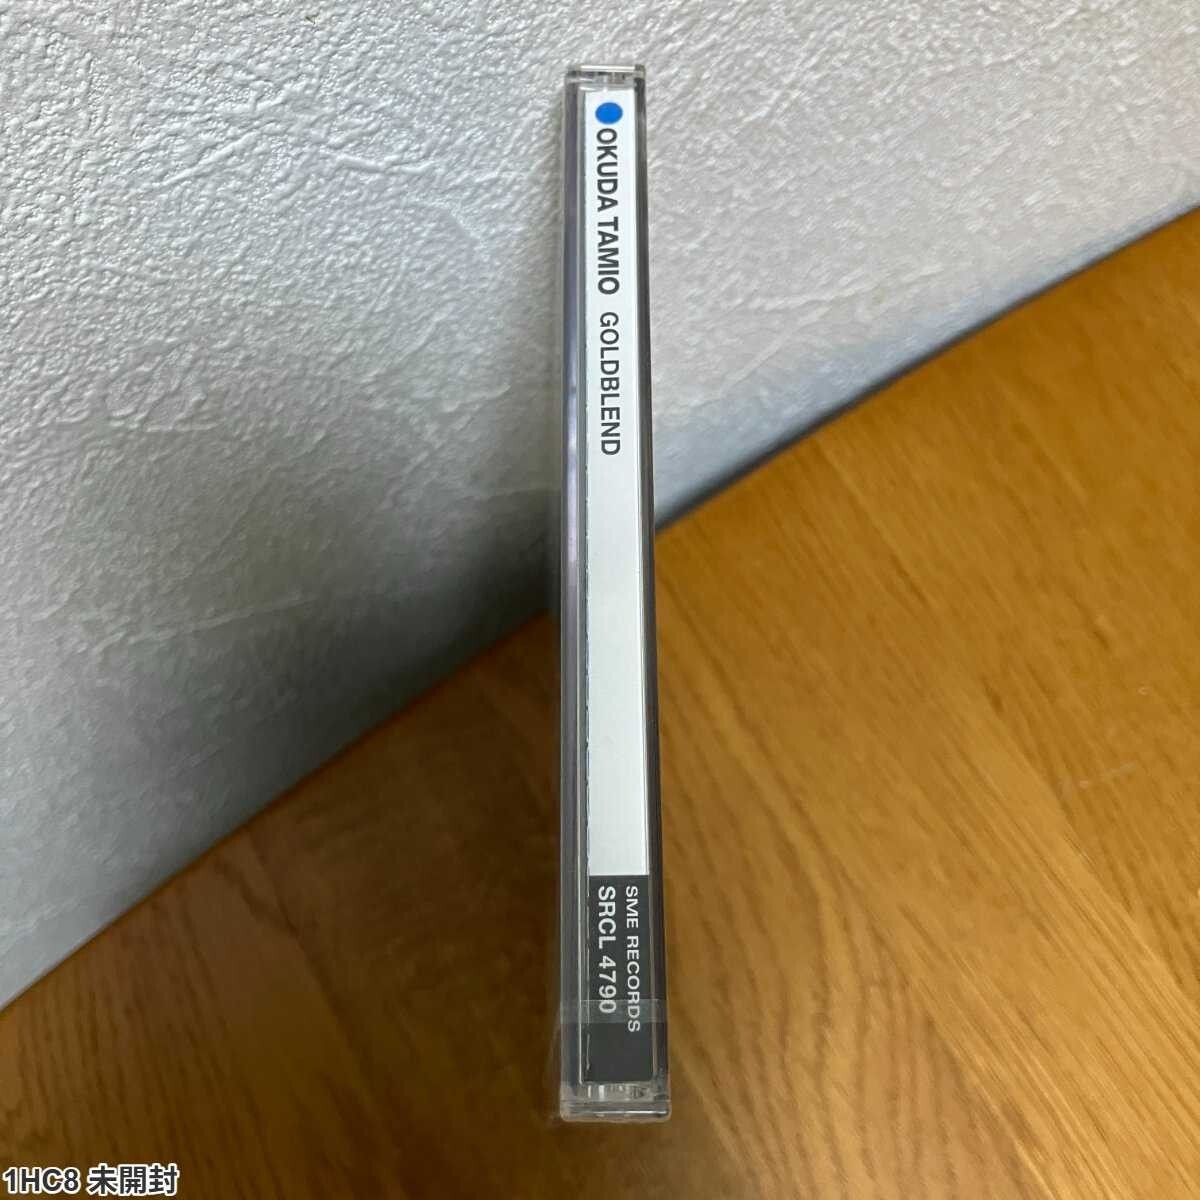 OKUDA TAMIO GOLDBLEND
SME RECORDS
SRCL 4790
1HC8 未開封